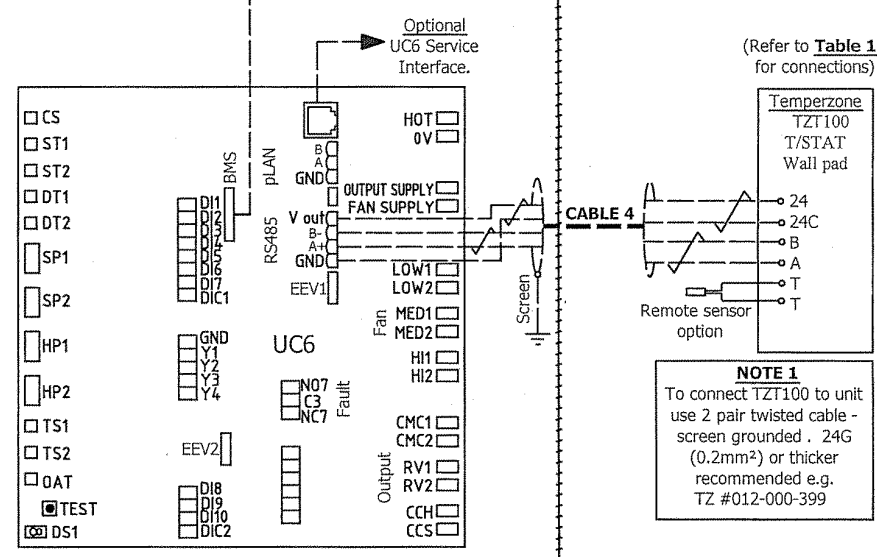 Optional
UC6 Service
Interface.
(Refer to Table 1
for connections)
CS
ST1
ST2
DT1
DT2
SP1
SP2
HP1
HP2
TS1
TS2
OAT
TEST
DS1
BMS
DI1
DI2
DI3
DI4
DI5
DI6
DI7
DIC1
GND
Y1
Y2
Y3
Y4
EEV2
DI8
DI9
DI10
DIC2
pLAN
B
A
GND
RS485
V out
B-
A+
GND
EEV1
UC6
NO7
C3
NC7
Fault
HOT
0V
OUTPUT SUPPLY
FAN SUPPLY
LOW1
LOW2
Fan
MED1
MED2
HI1
HI2
CMC1
CMC2
Output
RV1
RV2
CCH
CCS
Screen
CABLE 4
Temperzone
TZT100
T/STAT
Wall pad
24
24C
B
A
T
T
Remote sensor
option
NOTE 1
To connect TZT100 to unit
use 2 pair twisted cable -
screen grounded . 24G
(0.2mm²) or thicker
recommended e.g.
TZ #012-000-399